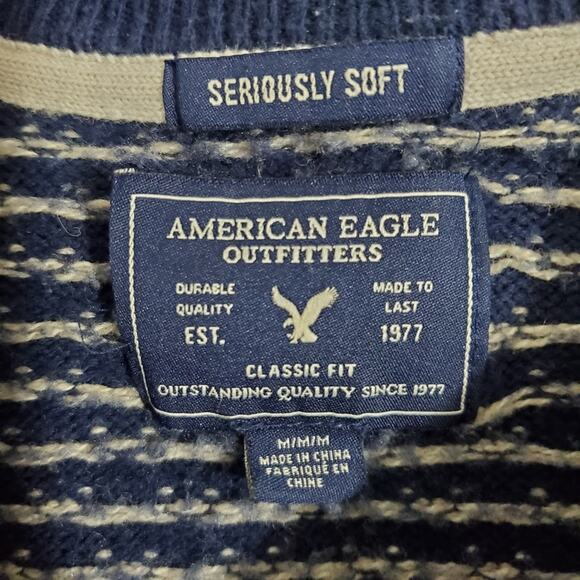 SERIOUSLY SOFT
AMERICAN EAGLE
OUTFITTERS
DURABLE MADE TO
QUALITY LAST
EST. 1977
CLASSIC FIT
OUTSTANDING QUALITY SINCE 1977
M/M/M
MADE IN CHINA
FABRIQUÉ EN
CHINE